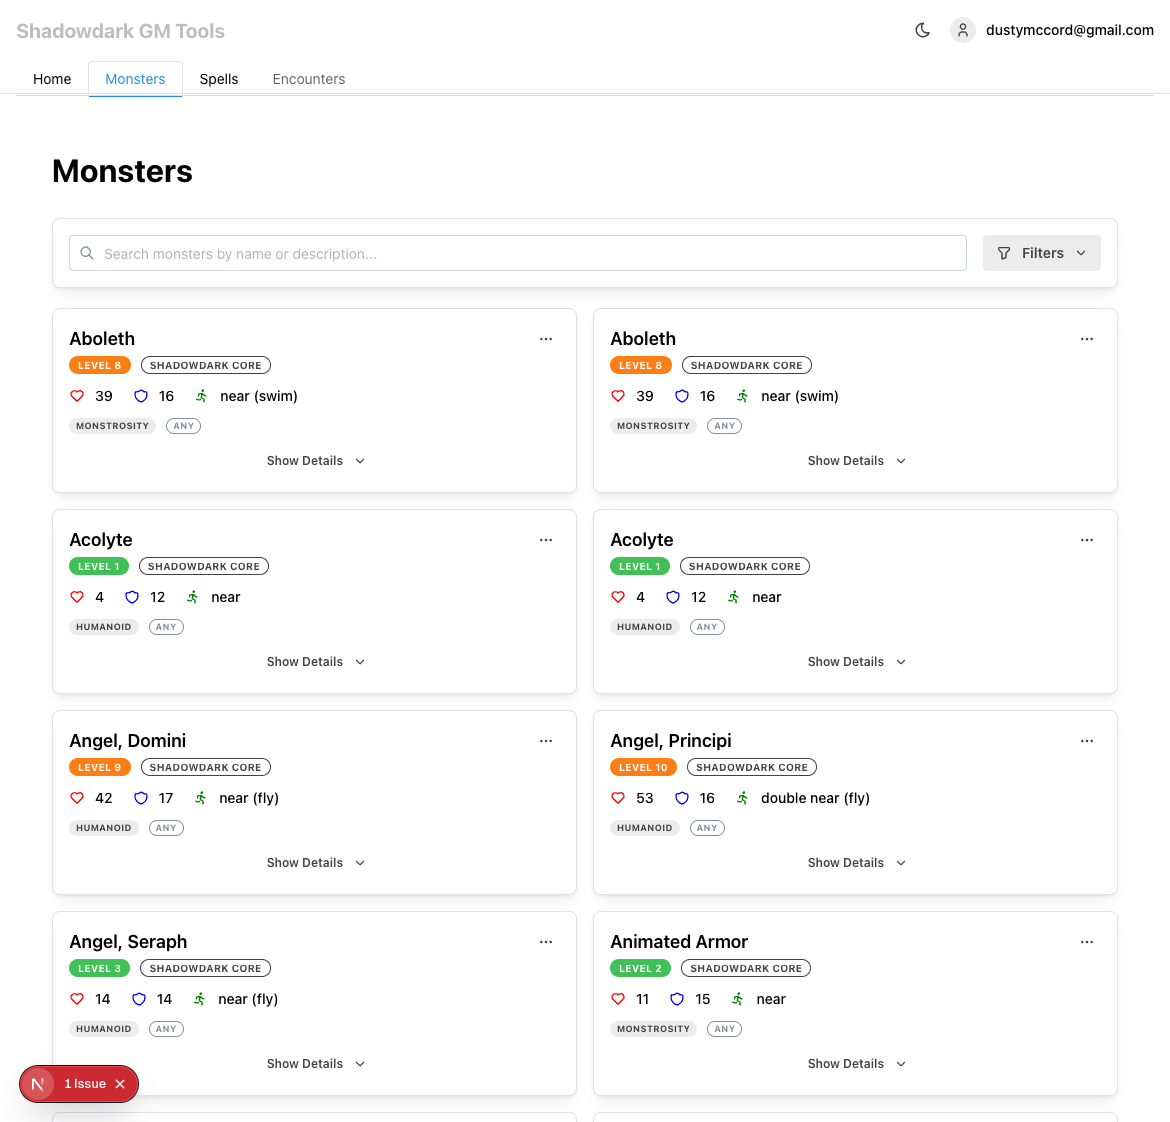 Shadowdark GM Tools
dustymccord@gmail.com
Home
Monsters
Spells
Encounters
Monsters
Search monsters by name or description...
Filters
Aboleth
LEVEL 8
SHADOWDARK CORE
39
16
near (swim)
MONSTROSITY
ANY
Show Details
Aboleth
LEVEL 8
SHADOWDARK CORE
39
16
near (swim)
MONSTROSITY
ANY
Show Details
Acolyte
LEVEL 1
SHADOWDARK CORE
4
12
near
HUMANOID
ANY
Show Details
Acolyte
LEVEL 1
SHADOWDARK CORE
4
12
near
HUMANOID
ANY
Show Details
Angel, Domini
LEVEL 9
SHADOWDARK CORE
42
17
near (fly)
HUMANOID
ANY
Show Details
Angel, Principi
LEVEL 10
SHADOWDARK CORE
53
16
double near (fly)
HUMANOID
ANY
Show Details
Angel, Seraph
LEVEL 3
SHADOWDARK CORE
14
14
near (fly)
HUMANOID
ANY
Show Details
Animated Armor
LEVEL 2
SHADOWDARK CORE
11
15
near
MONSTROSITY
ANY
Show Details
N
1 Issue